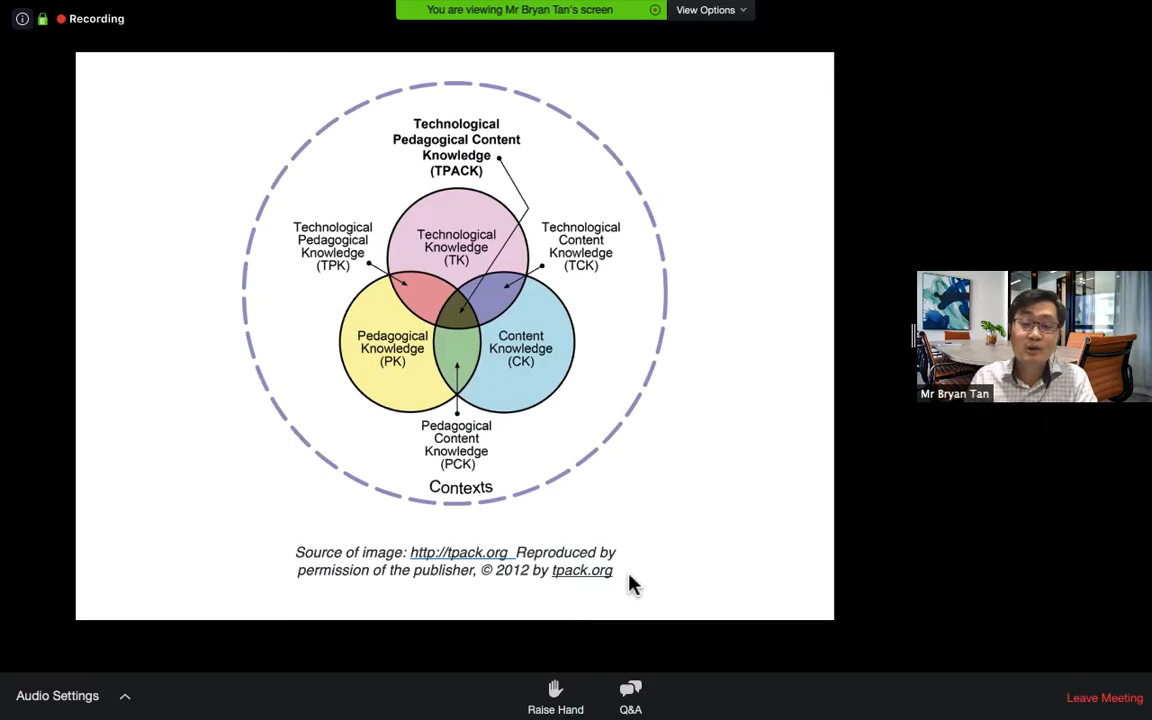 Recording
You are viewing Mr Bryan Tan's screen
View Options
Technological
Pedagogical Content
Knowledge
(TPACK)
Technological
Pedagogical
Knowledge
(TPK)
Technological
Knowledge
(TK)
Technological
Content
Knowledge
(TCK)
Pedagogical
Knowledge
(PK)
Content
Knowledge
(CK)
Pedagogical
Content
Knowledge
(PCK)
Contexts
Source of image: http://tpack.org Reproduced by
permission of the publisher, © 2012 by tpack.org
Mr Bryan Tan
Audio Settings
Raise Hand
Q&A
Leave Meeting